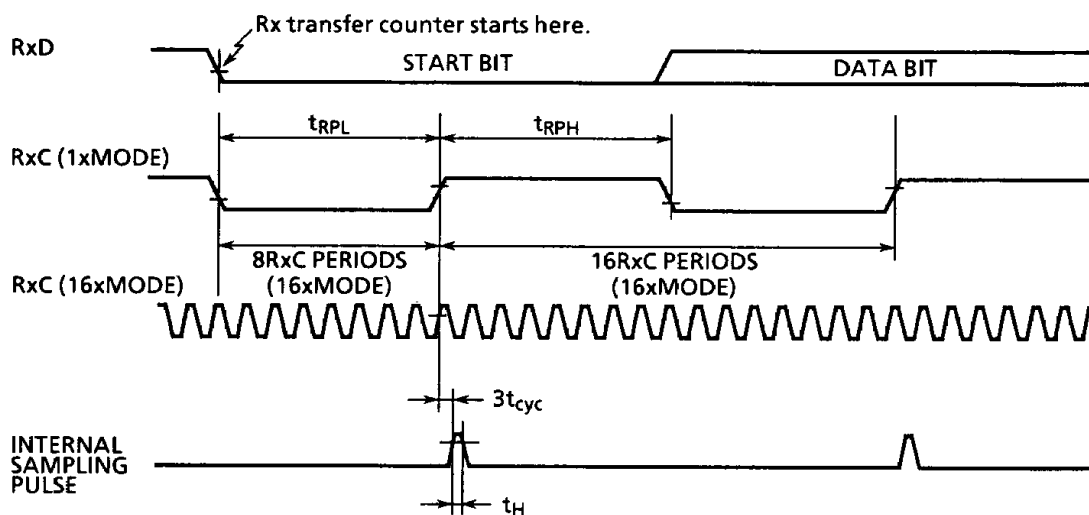 Rx transfer counter starts here.
RxD
START BIT
DATA BIT
tRPL
tRPH
RxC (1xMODE)
8RxC PERIODS
(16xMODE)
16RxC PERIODS
(16xMODE)
RxC (16xMODE)
3tcyc
INTERNAL
SAMPLING
PULSE
tH